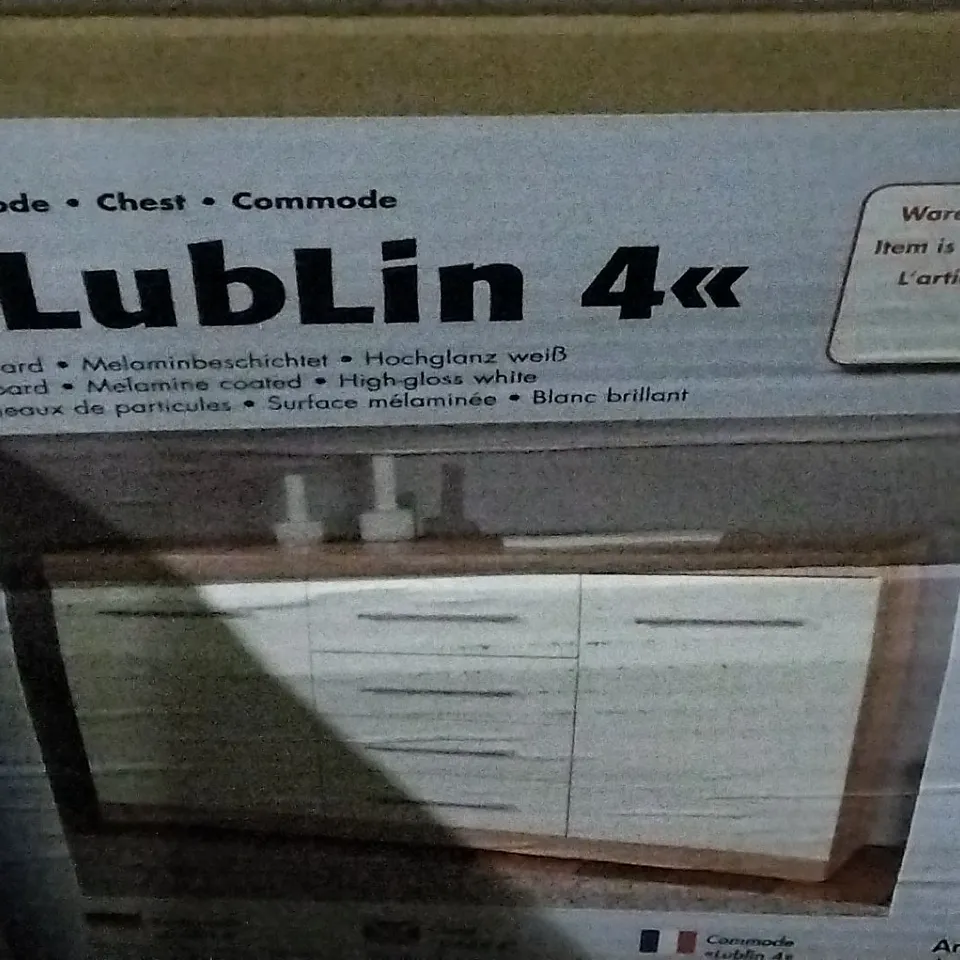 ode • Chest • Commode
LubLin 4«
ard • Melaminbeschichtet • Hochglanz weiß
oard • Melamine coated • High-gloss white
neaux de particules • Surface mélaminée • Blanc brillant
Ware
Item is
L'arti
Commode
«Lublin 4»
Ar